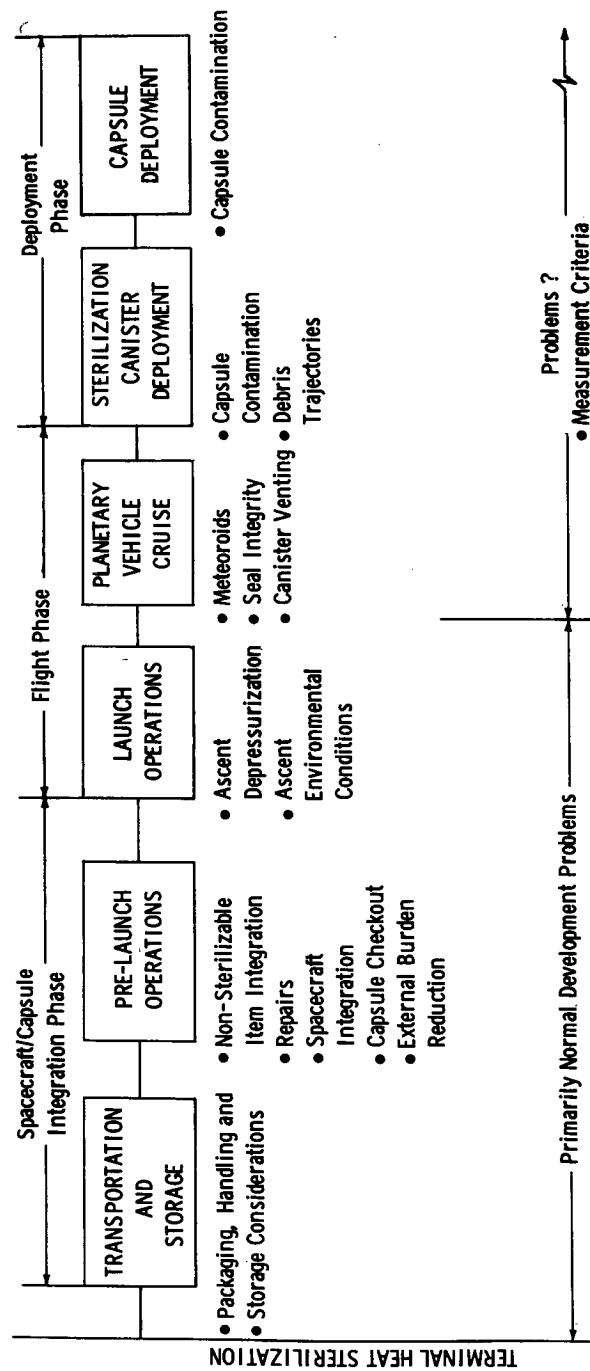 Spacecraft/Capsule
Integration Phase
Flight Phase
Deployment
Phase
TRANSPORTATION
AND
STORAGE
PRE-LAUNCH
OPERATIONS
LAUNCH
OPERATIONS
PLANETARY
VEHICLE
CRUISE
STERILIZATION
CANISTER
DEPLOYMENT
CAPSULE
DEPLOYMENT
• Packaging, Handling and
• Storage Considerations
• Non-Sterilizable
Item Integration
• Repairs
• Spacecraft
Integration
• Capsule Checkout
• External Burden
Reduction
• Ascent
Depressurization
• Ascent
Environmental
Conditions
• Meteoroids
• Seal Integrity
• Canister Venting
• Capsule
Contamination
• Debris
Trajectories
• Capsule Contamination
TERMINAL HEAT STERILIZATION
Primarily Normal Development Problems
Problems ?
• Measurement Criteria